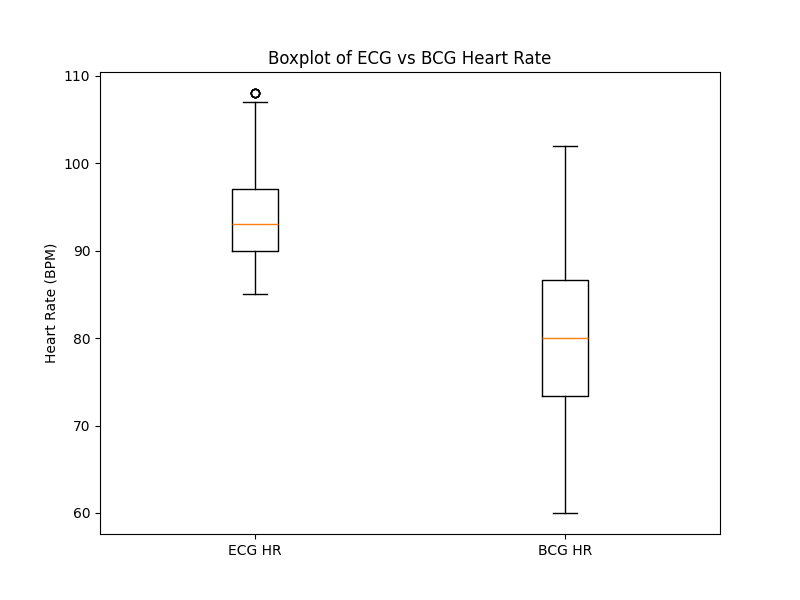 Boxplot of ECG vs BCG Heart Rate
110
100
90
80
70
60
Heart Rate (BPM)
ECG HR
BCG HR